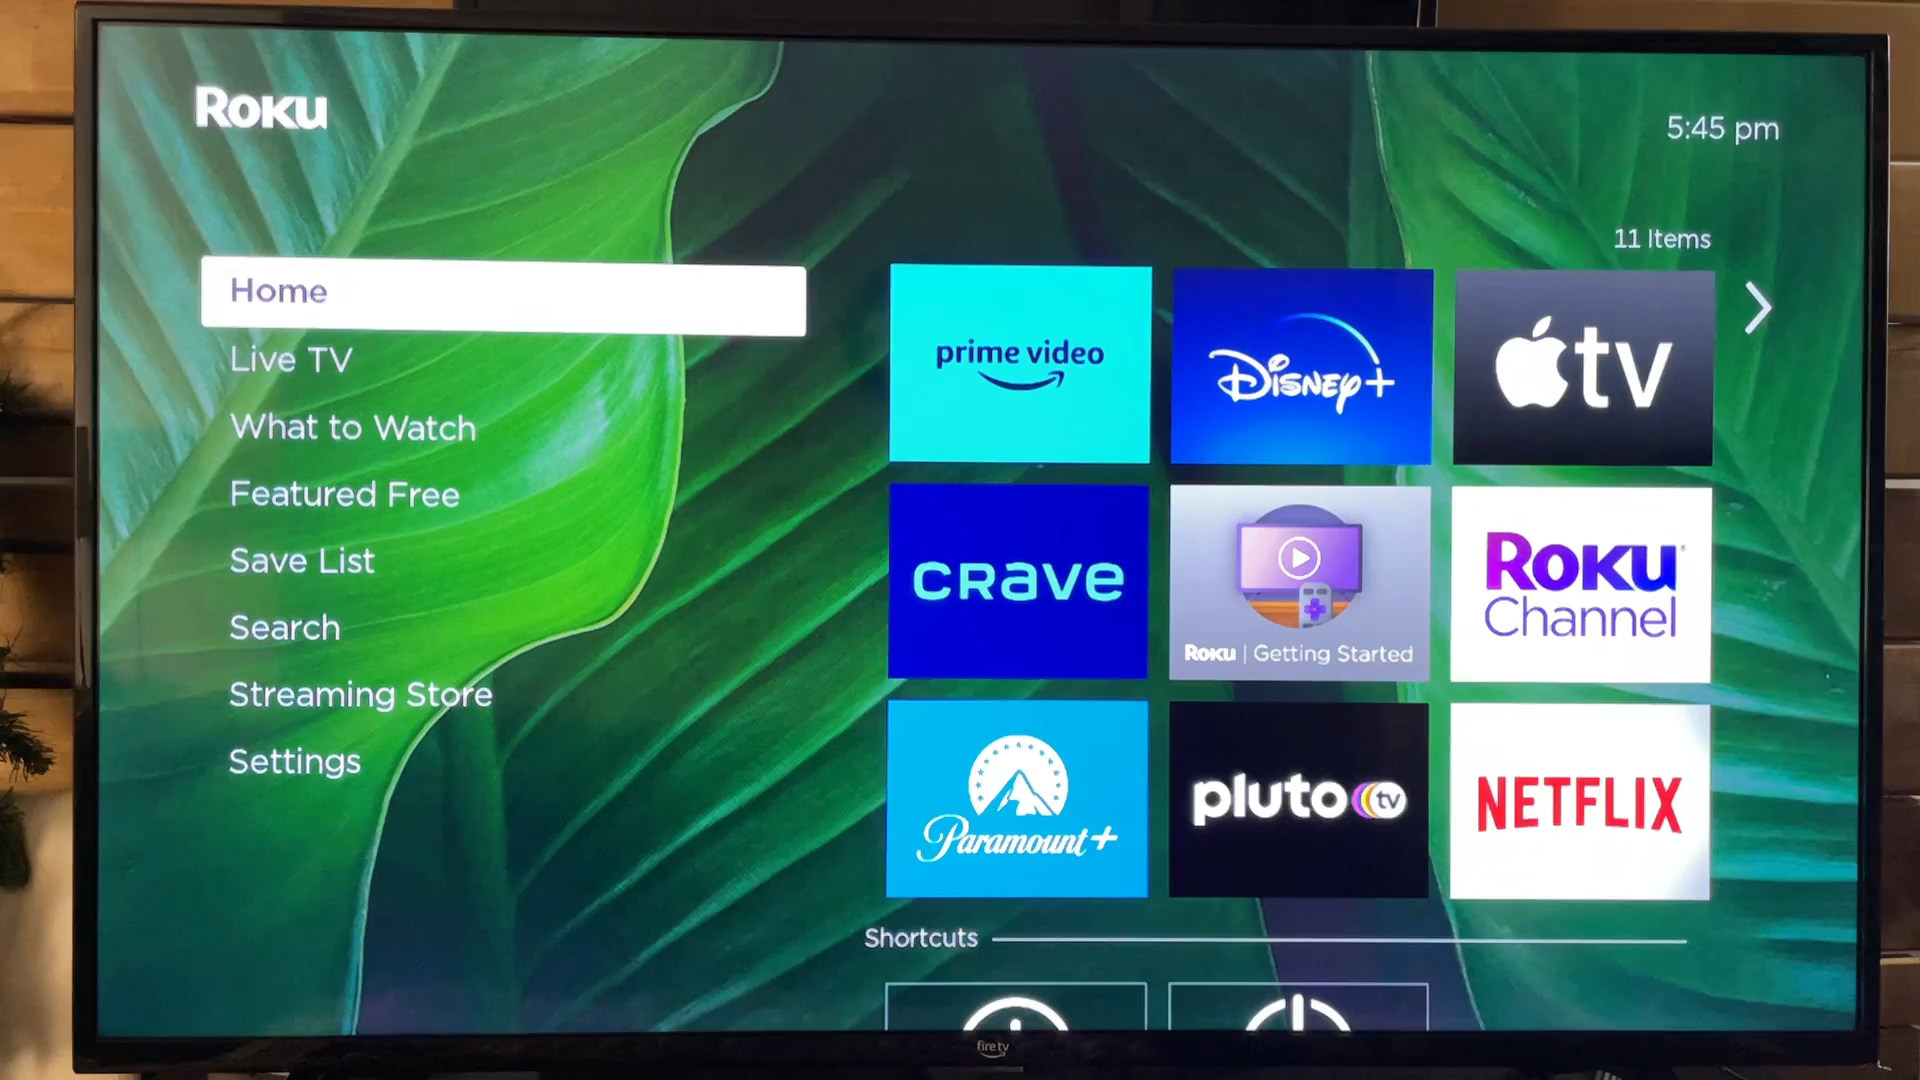 ROKU
5:45 pm
11 Items
Home
Live TV
What to Watch
Featured Free
Save List
Search
Streaming Store
Settings
prime video
Disney+
tv
CRAVE
ROKU | Getting Started
ROKU
Channel
Paramount+
pluto tv
NETFLIX
Shortcuts
fire tv